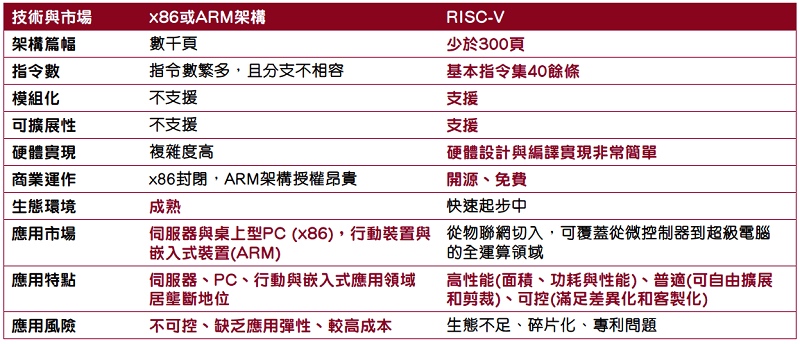 技術與市場 x86或ARM架構 RISC-V
架構篇幅 數千頁 少於300頁
指令數 指令數繁多，且分支不相容 基本指令集40餘條
模組化 不支援 支援
可擴展性 不支援 支援
硬體實現 複雜度高 硬體設計與編譯實現非常簡單
商業運作 x86封閉，ARM架構授權昂貴 開源、免費
生態環境 成熟 快速起步中
應用市場 伺服器與桌上型PC (x86)，行動裝置與 從物聯網切入，可覆蓋從微控制器到超級電腦
嵌入式裝置(ARM) 的全運算領域
應用特點 伺服器、PC、行動與嵌入式應用領域 高性能(面積、功耗與性能)、普適(可自由擴展
居壟斷地位 和剪裁)、可控(滿足差異化和客製化)
應用風險 不可控、缺乏應用彈性、較高成本 生態不足、碎片化、專利問題